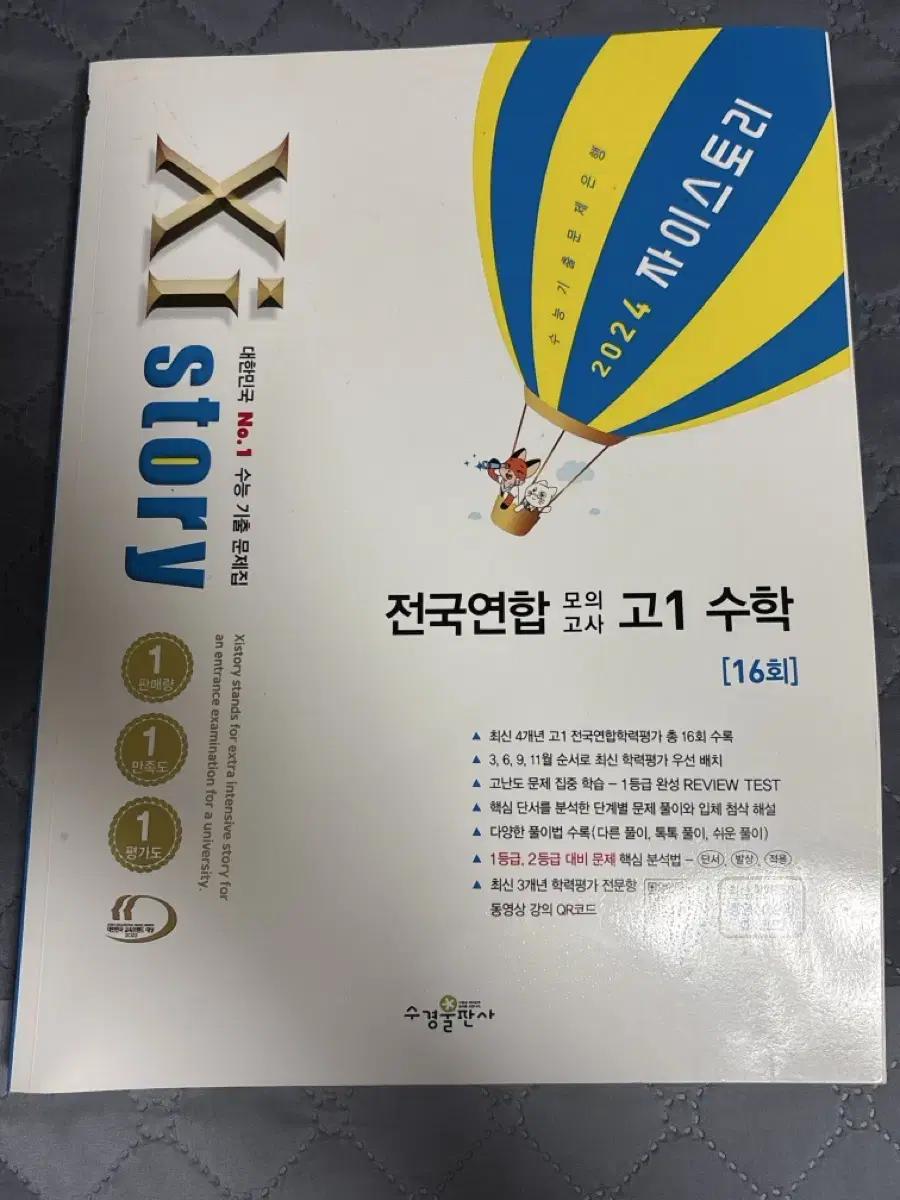 Xi
story
대한민국 No.1 수능 기출 문제집
Xistory stands for extra intensive story for
an entrance examination for a university.
1
판매량
1
만족도
1
평가도
2024 자이스토리
수능기출문제은행
전국연합 모의고사 고1 수학
[16회]
▲ 최신 4개년 고1 전국연합학력평가 총 16회 수록
▲ 3, 6, 9, 11월 순서로 최신 학력평가 우선 배치
▲ 고난도 문제 집중 학습 – 1등급 완성 REVIEW TEST
▲ 핵심 단서를 분석한 단계별 문제 풀이와 입체 첨삭 해설
▲ 다양한 풀이법 수록(다른 풀이, 톡톡 풀이, 쉬운 풀이)
▲ 1등급, 2등급 대비 문제 핵심 분석법 – 단서 발상 적용
▲ 최신 3개년 학력평가 전문항
동영상 강의 QR코드
수경출판사